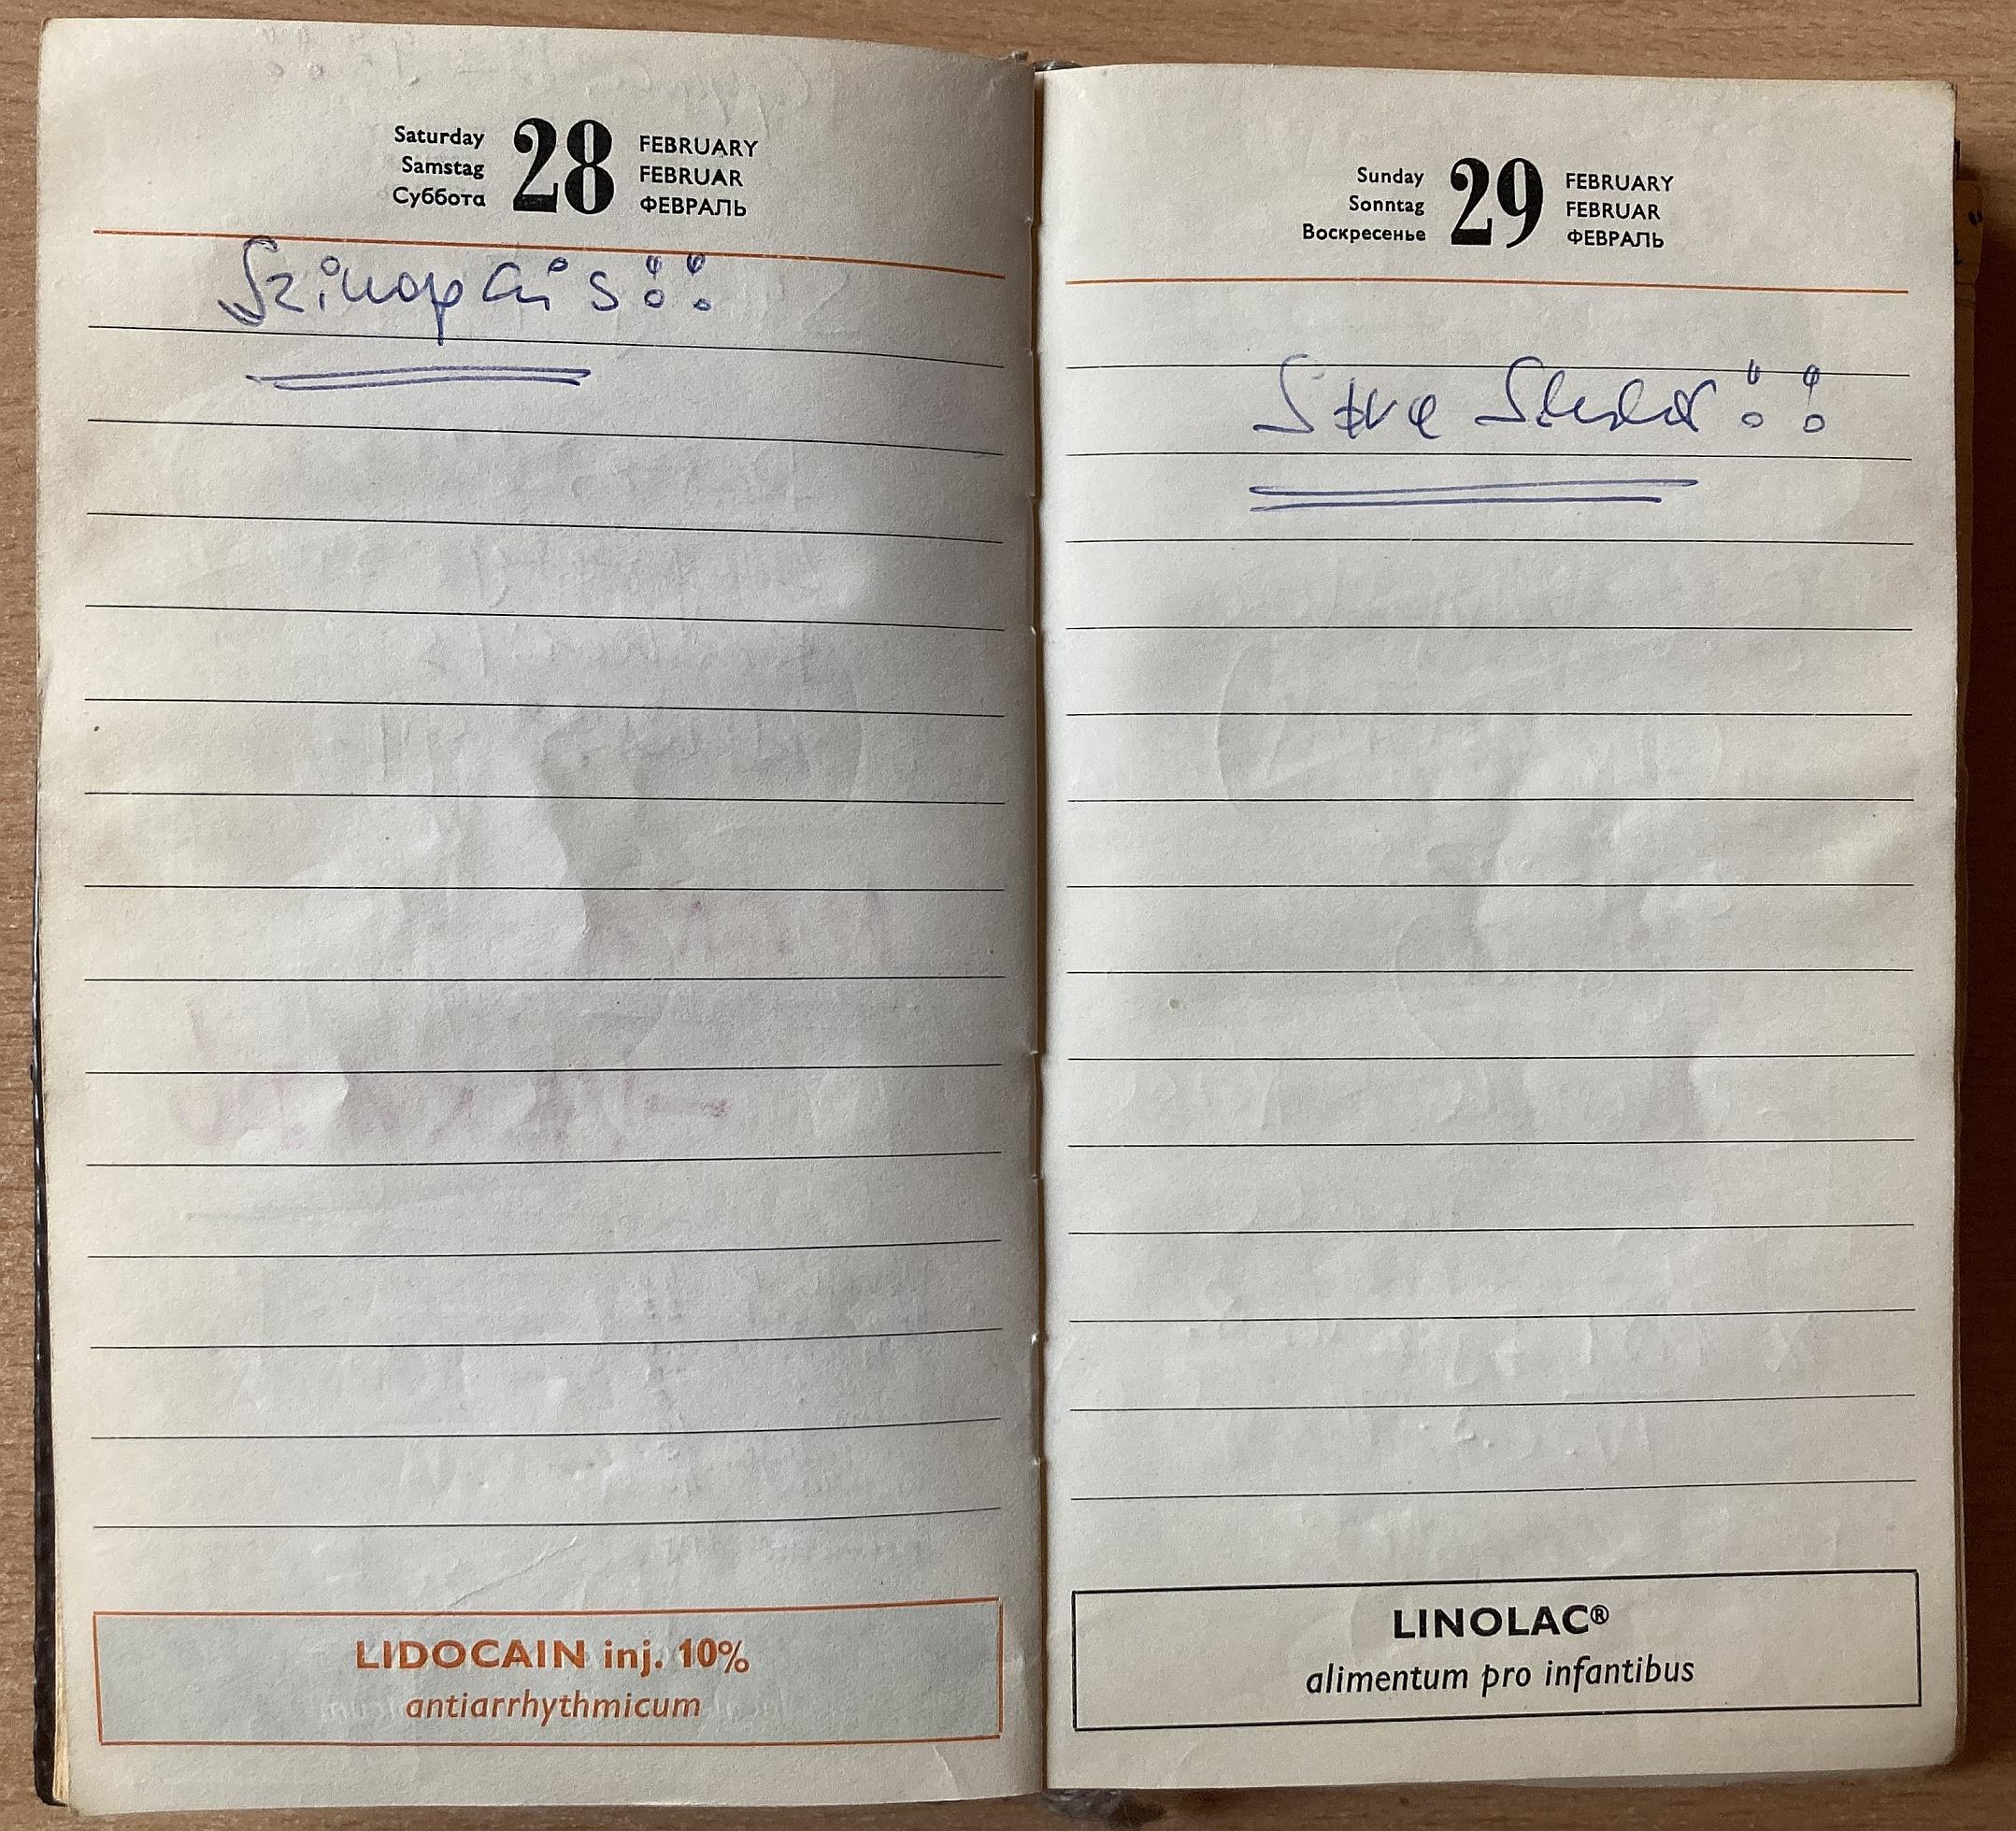 Saturday 28 FEBRUARY
Samstag FEBRUAR
Суббота ФЕВРАЛЬ
LIDOCAIN inj. 10%
antiarrhythmicum
Sunday 29 FEBRUARY
Sonntag FEBRUAR
Воскресенье ФЕВРАЛЬ
LINOLAC®
alimentum pro infantibus